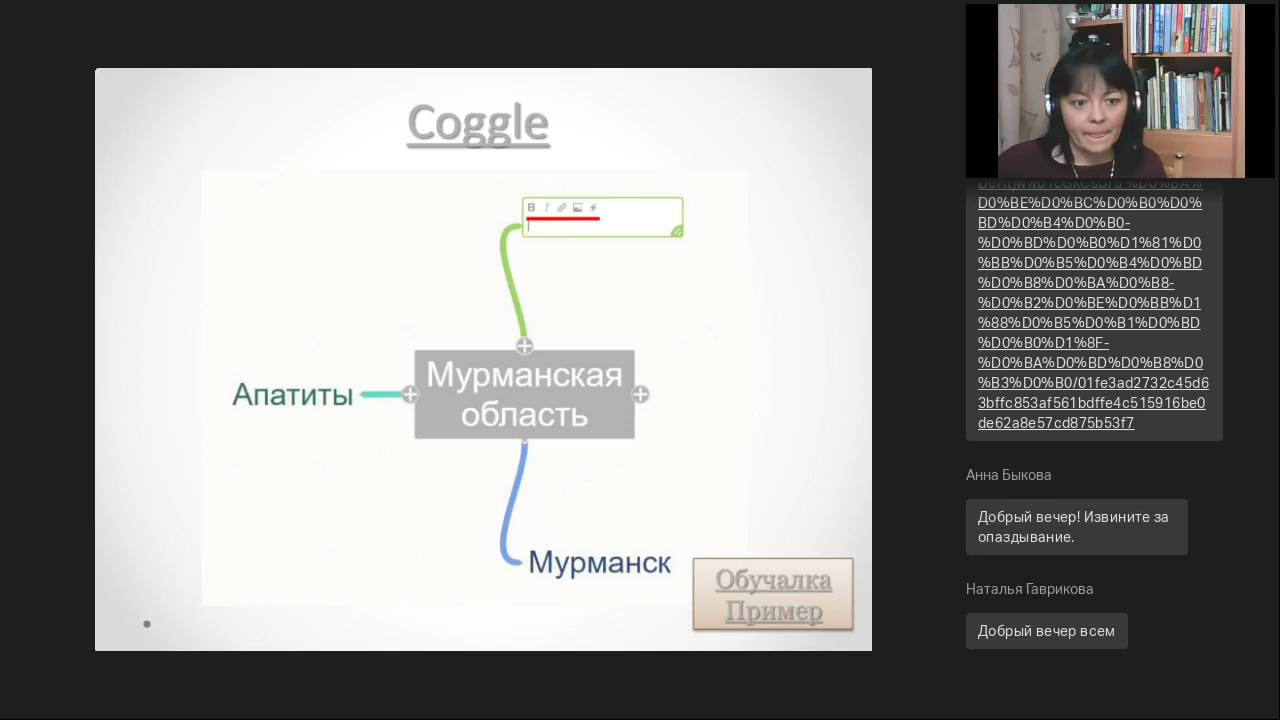 Coggle
B I
Апатиты
Мурманская
область
Мурманск
Обучалка
Пример
D0%BE%D0%BC%D0%B0%D0%
BD%D0%B4%D0%B0-
%D0%BD%D0%B0%D1%81%D0
%BB%D0%B5%D0%B4%D0%BD
%D0%B8%D0%BA%D0%B8-
%D0%B2%D0%BE%D0%BB%D1
%88%D0%B5%D0%B1%D0%BD
%D0%B0%D1%8F-
%D0%BA%D0%BD%D0%B8%D0
%B3%D0%B0/01fe3ad2732c45d6
3bffc853af561bdffe4c515916be0
de62a8e57cd875b53f7
Анна Быкова
Добрый вечер! Извините за
опаздывание.
Наталья Гаврикова
Добрый вечер всем